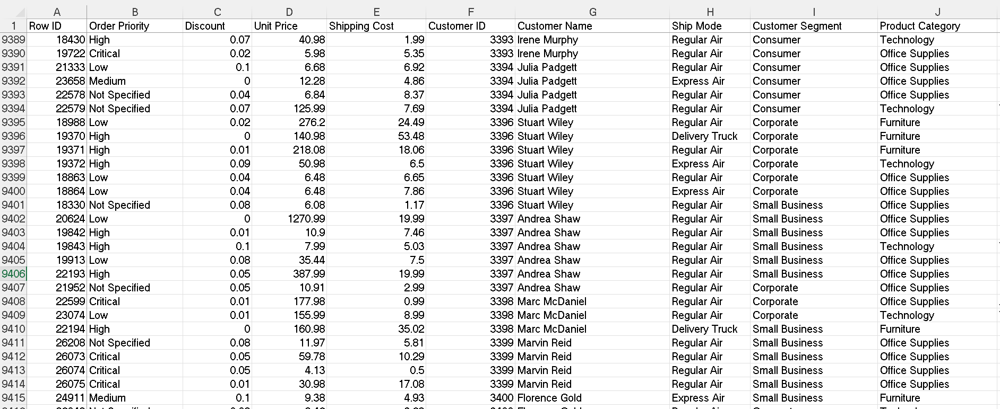 A B C D E F G H I J
1 Row ID Order Priority Discount Unit Price Shipping Cost Customer ID Customer Name Ship Mode Customer Segment Product Category
9389 18430 High 0.07 40.98 1.99 3393 Irene Murphy Regular Air Consumer Technology
9390 19722 Critical 0.02 5.98 5.35 3393 Irene Murphy Regular Air Consumer Office Supplies
9391 21333 Low 0.1 6.68 6.92 3394 Julia Padgett Regular Air Consumer Office Supplies
9392 23658 Medium 0 12.28 4.86 3394 Julia Padgett Express Air Consumer Office Supplies
9393 22578 Not Specified 0.04 6.84 8.37 3394 Julia Padgett Regular Air Consumer Office Supplies
9394 22579 Not Specified 0.07 125.99 7.69 3394 Julia Padgett Regular Air Consumer Technology
9395 18988 Low 0.02 276.2 24.49 3396 Stuart Wiley Regular Air Corporate Furniture
9396 19370 High 0 140.98 53.48 3396 Stuart Wiley Delivery Truck Corporate Furniture
9397 19371 High 0.01 218.08 18.06 3396 Stuart Wiley Regular Air Corporate Furniture
9398 19372 High 0.09 50.98 6.5 3396 Stuart Wiley Express Air Corporate Technology
9399 18863 Low 0.04 6.48 6.65 3396 Stuart Wiley Regular Air Corporate Office Supplies
9400 18864 Low 0.04 6.48 7.86 3396 Stuart Wiley Express Air Corporate Office Supplies
9401 18330 Not Specified 0.08 6.08 1.17 3396 Stuart Wiley Regular Air Small Business Office Supplies
9402 20624 Low 0 1270.99 19.99 3397 Andrea Shaw Regular Air Small Business Office Supplies
9403 19842 High 0.01 10.9 7.46 3397 Andrea Shaw Regular Air Small Business Office Supplies
9404 19843 High 0.1 7.99 5.03 3397 Andrea Shaw Regular Air Small Business Technology
9405 19913 Low 0.08 35.44 7.5 3397 Andrea Shaw Regular Air Small Business Office Supplies
9406 22193 High 0.05 387.99 19.99 3397 Andrea Shaw Regular Air Small Business Office Supplies
9407 21952 Not Specified 0.05 10.91 2.99 3397 Andrea Shaw Regular Air Corporate Office Supplies
9408 22599 Critical 0.01 177.98 0.99 3398 Marc McDaniel Regular Air Corporate Office Supplies
9409 23074 Low 0.01 155.99 8.99 3398 Marc McDaniel Regular Air Corporate Technology
9410 22194 High 0 160.98 35.02 3398 Marc McDaniel Delivery Truck Small Business Furniture
9411 26208 Not Specified 0.08 11.97 5.81 3399 Marvin Reid Regular Air Small Business Office Supplies
9412 26073 Critical 0.05 59.78 10.29 3399 Marvin Reid Regular Air Small Business Office Supplies
9413 26074 Critical 0.05 4.13 0.5 3399 Marvin Reid Regular Air Small Business Office Supplies
9414 26075 Critical 0.01 30.98 17.08 3399 Marvin Reid Regular Air Small Business Office Supplies
9415 24911 Medium 0.1 9.38 4.93 3400 Florence Gold Express Air Small Business Furniture